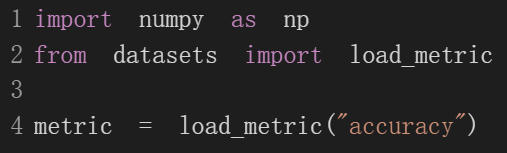 1 import numpy as np
2 from datasets import load_metric
3
4 metric = load_metric("accuracy")